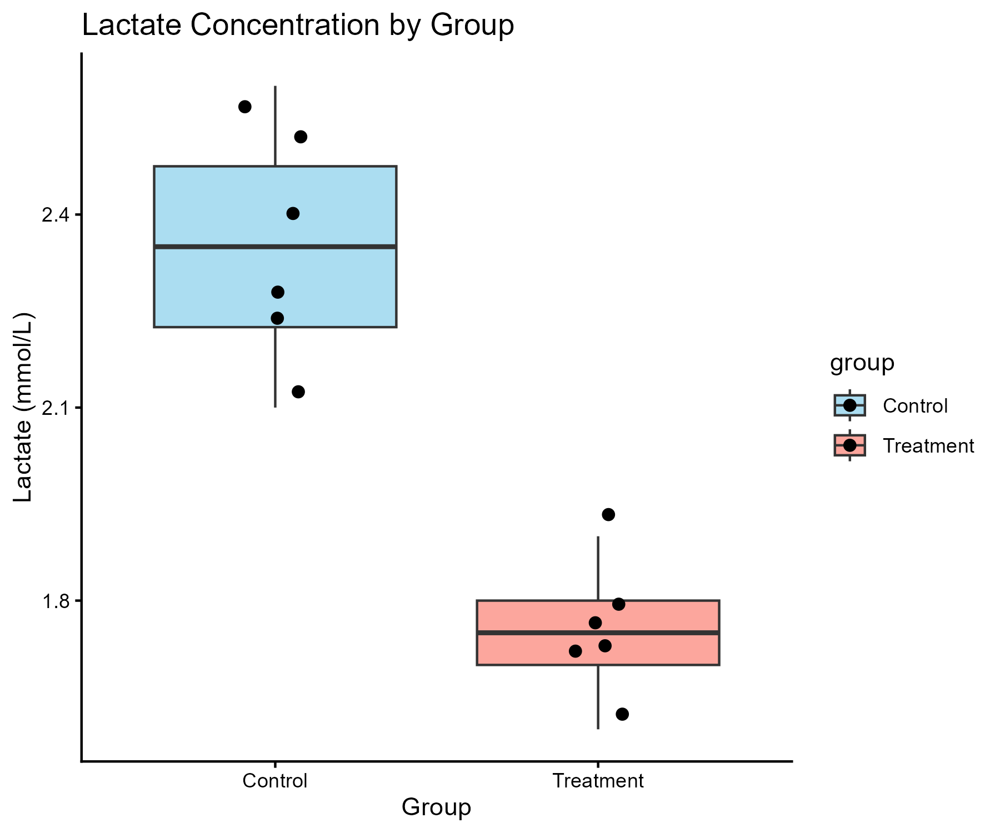 Lactate Concentration by Group
Lactate (mmol/L)
2.4
2.1
1.8
Control
Treatment
Group
group
Control
Treatment